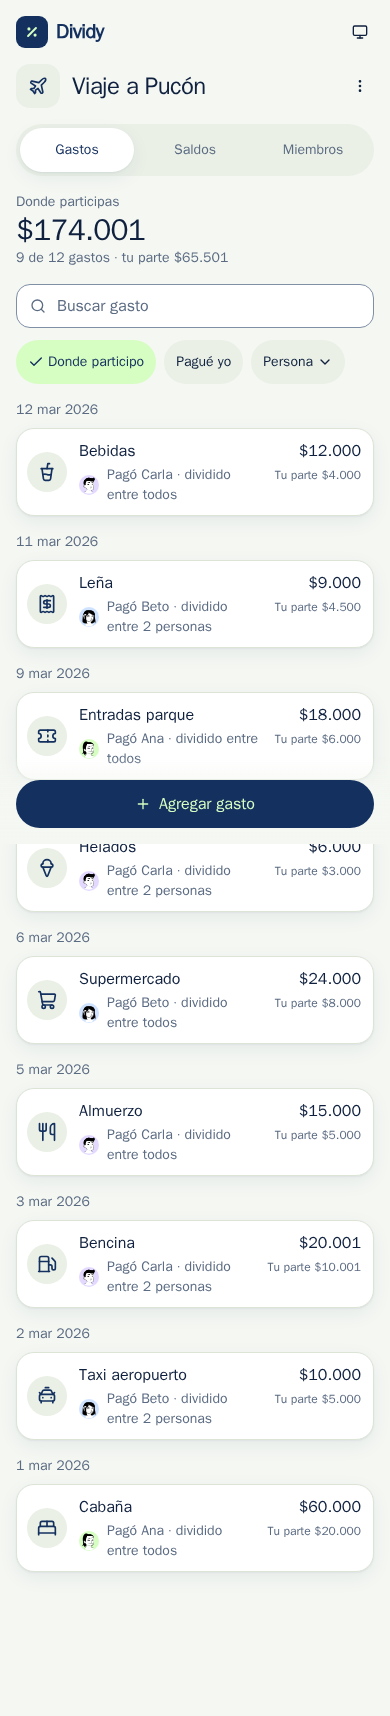 Dividy
Viaje a Pucón
Gastos
Saldos
Miembros
Donde participas
$174.001
9 de 12 gastos · tu parte $65.501
Buscar gasto
Donde participo
Pagué yo
Persona
12 mar 2026
Bebidas
$12.000
Pagó Carla · dividido
entre todos
Tu parte $4.000
11 mar 2026
Leña
$9.000
Pagó Beto · dividido
entre 2 personas
Tu parte $4.500
9 mar 2026
Entradas parque
$18.000
Pagó Ana · dividido entre
todos
Tu parte $6.000
Agregar gasto
Helados
$6.000
Pagó Carla · dividido
entre 2 personas
Tu parte $3.000
6 mar 2026
Supermercado
$24.000
Pagó Beto · dividido
entre todos
Tu parte $8.000
5 mar 2026
Almuerzo
$15.000
Pagó Carla · dividido
entre todos
Tu parte $5.000
3 mar 2026
Bencina
$20.001
Pagó Carla · dividido
entre 2 personas
Tu parte $10.001
2 mar 2026
Taxi aeropuerto
$10.000
Pagó Beto · dividido
entre 2 personas
Tu parte $5.000
1 mar 2026
Cabaña
$60.000
Pagó Ana · dividido
entre todos
Tu parte $20.000